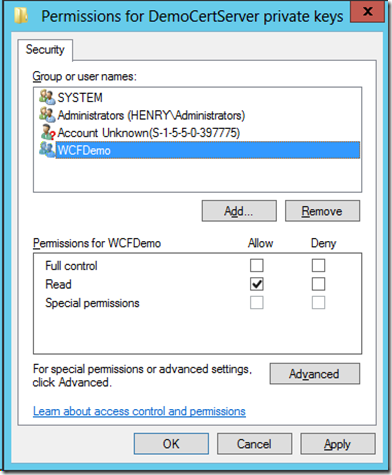 Permissions for DemoCertServer private keys
Security
Group or user names:
SYSTEM
Administrators (HENRY\Administrators)
Account Unknown(S-1-5-5-0-397775)
WCFDemo
Add...
Remove
Permissions for WCFDemo Allow Deny
Full control
Read
Special permissions
For special permissions or advanced settings,
click Advanced.
Advanced
Learn about access control and permissions
OK Cancel Apply